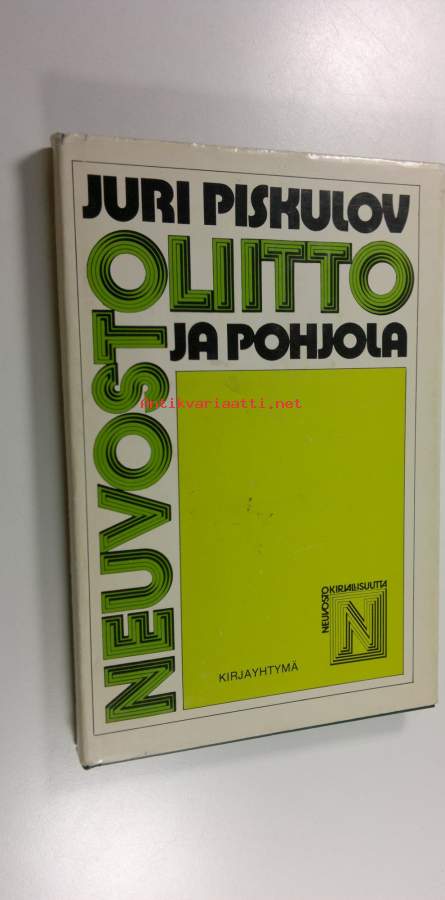 JURI PISKULOV
NEUVOSTOLIITTO
JA POHJOLA
Antikvariaatti.net
NEUVOSTOKIRJALLISUUTTA
N
KIRJAYHTYMÄ